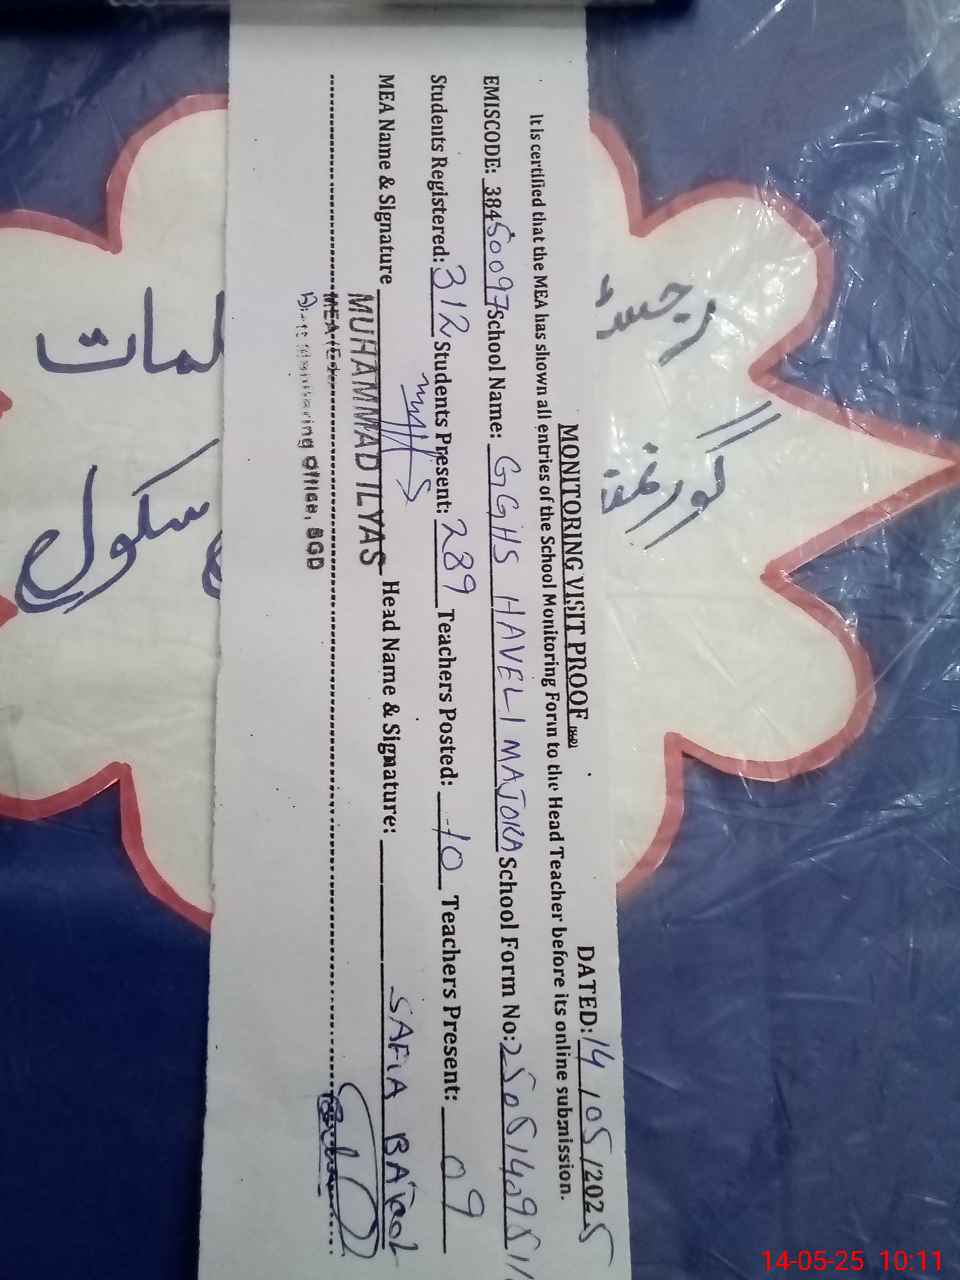 MONITORING VISIT PROOF
DATED: 14/05/2025
It is certified that the MEA has shown all entries of the School Monitoring Form to the Head Teacher before its online submission.
EMISCODE: 38450097 School Name: GGHS HAVELI MAJOKA School Form No:
Students Registered: 312 Students Present: 289 Teachers Posted: 10 Teachers Present: 09
MEA Name & Signature MUHAMMAD ILYAS Head Name & Signature: SAFIA BATOOL
Monitoring Office, SGD
لمات
سکول
14-05-25 10:11